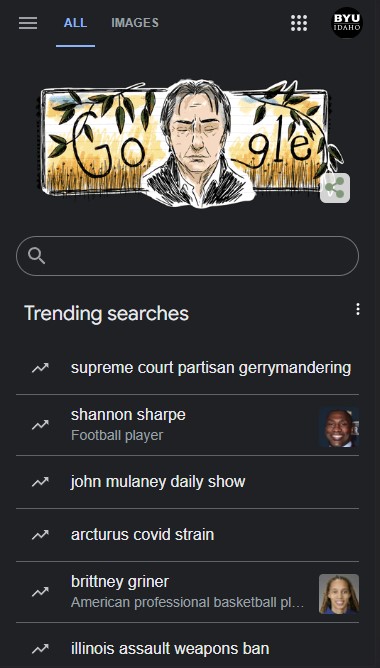 ALL IMAGES
BYU
IDAHO
Go gle
Trending searches
supreme court partisan gerrymandering
shannon sharpe
Football player
john mulaney daily show
arcturus covid strain
brittney griner
American professional basketball pl...
illinois assault weapons ban